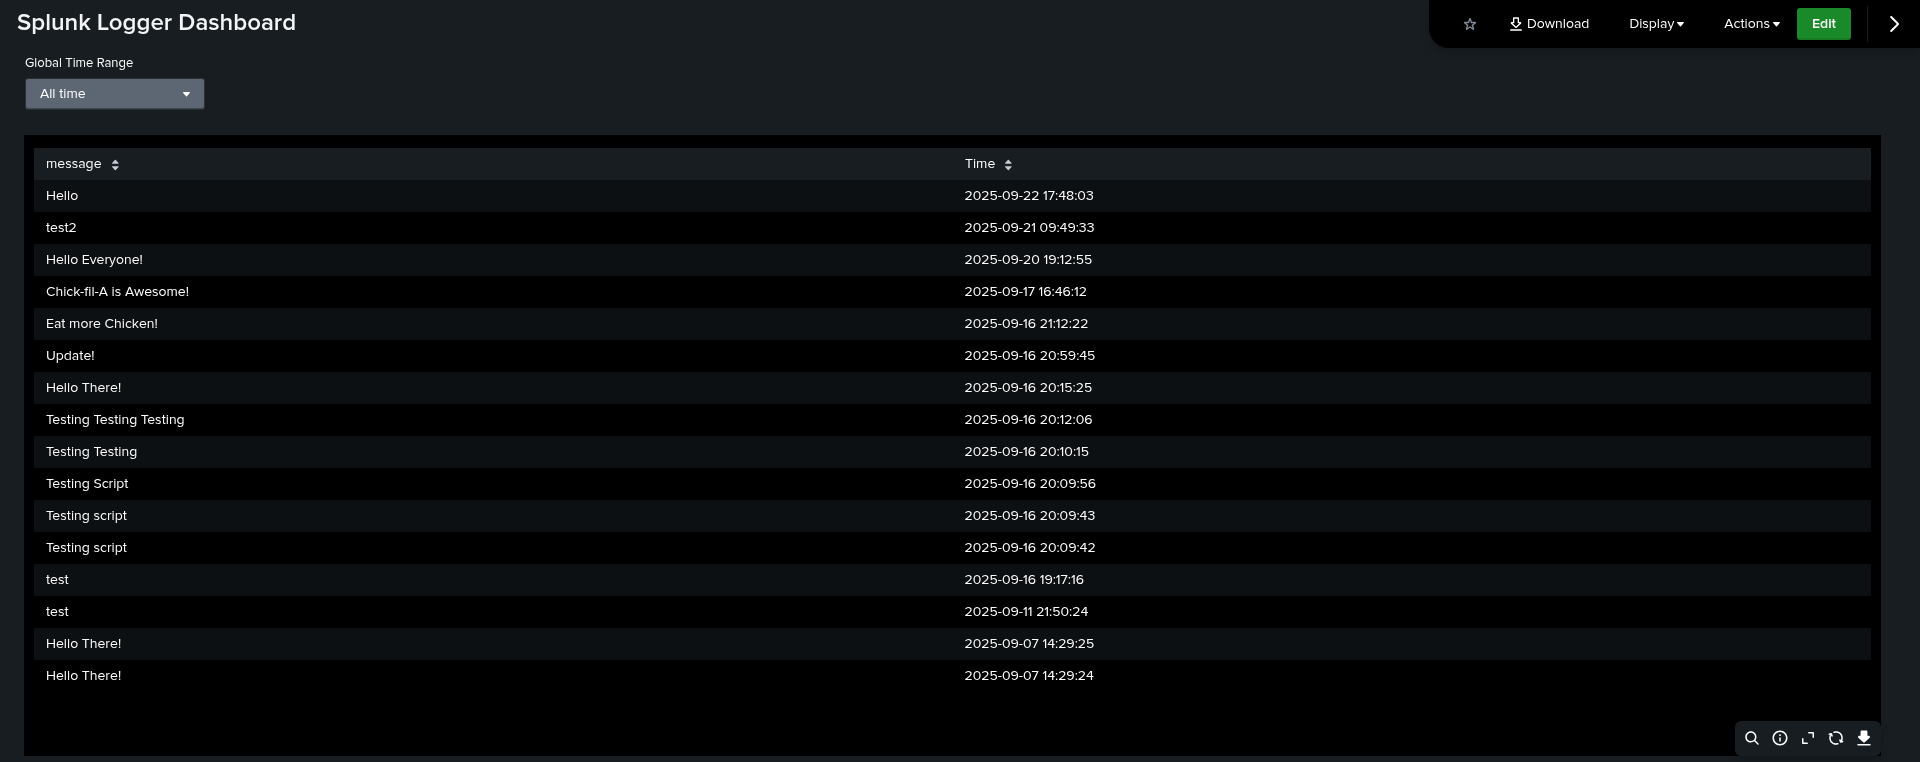 Splunk Logger Dashboard
Download Display Actions Edit
Global Time Range
All time
message Time
Hello 2025-09-22 17:48:03
test2 2025-09-21 09:49:33
Hello Everyone! 2025-09-20 19:12:55
Chick-fil-A is Awesome! 2025-09-17 16:46:12
Eat more Chicken! 2025-09-16 21:12:22
Update! 2025-09-16 20:59:45
Hello There! 2025-09-16 20:15:25
Testing Testing Testing 2025-09-16 20:12:06
Testing Testing 2025-09-16 20:10:15
Testing Script 2025-09-16 20:09:56
Testing script 2025-09-16 20:09:43
Testing script 2025-09-16 20:09:42
test 2025-09-16 19:17:16
test 2025-09-11 21:50:24
Hello There! 2025-09-07 14:29:25
Hello There! 2025-09-07 14:29:24